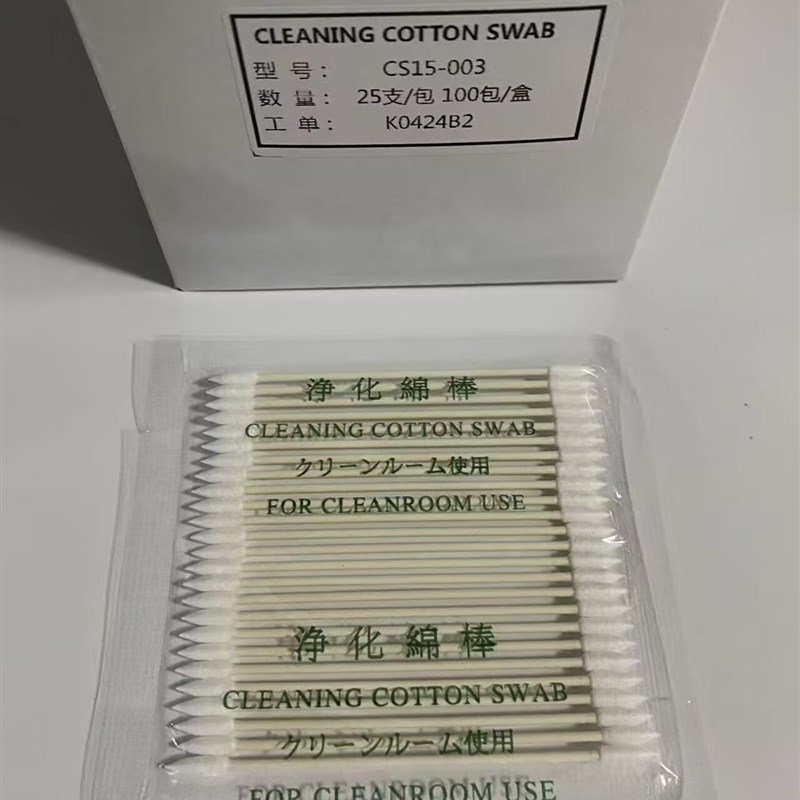 CLEANING COTTON SWAB
型 号： CS15-003
数 量： 25支/包 100包/盒
工 单： K0424B2
浄 化 綿 棒
CLEANING COTTON SWAB
クリーンルーム使用
FOR CLEANROOM USE
浄 化 綿 棒
CLEANING COTTON SWAB
クリーンルーム使用
FOR CLEANROOM USE